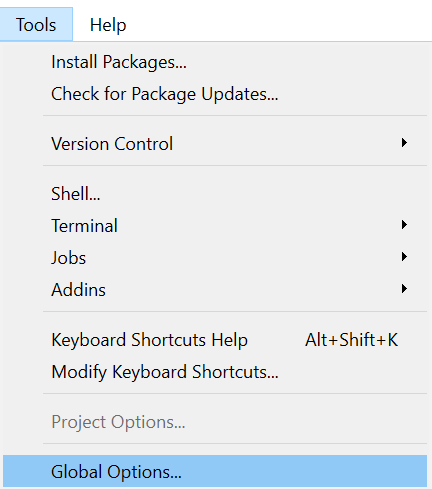 Tools Help
Install Packages...
Check for Package Updates...
Version Control
Shell...
Terminal
Jobs
Addins
Keyboard Shortcuts Help Alt+Shift+K
Modify Keyboard Shortcuts...
Project Options...
Global Options...